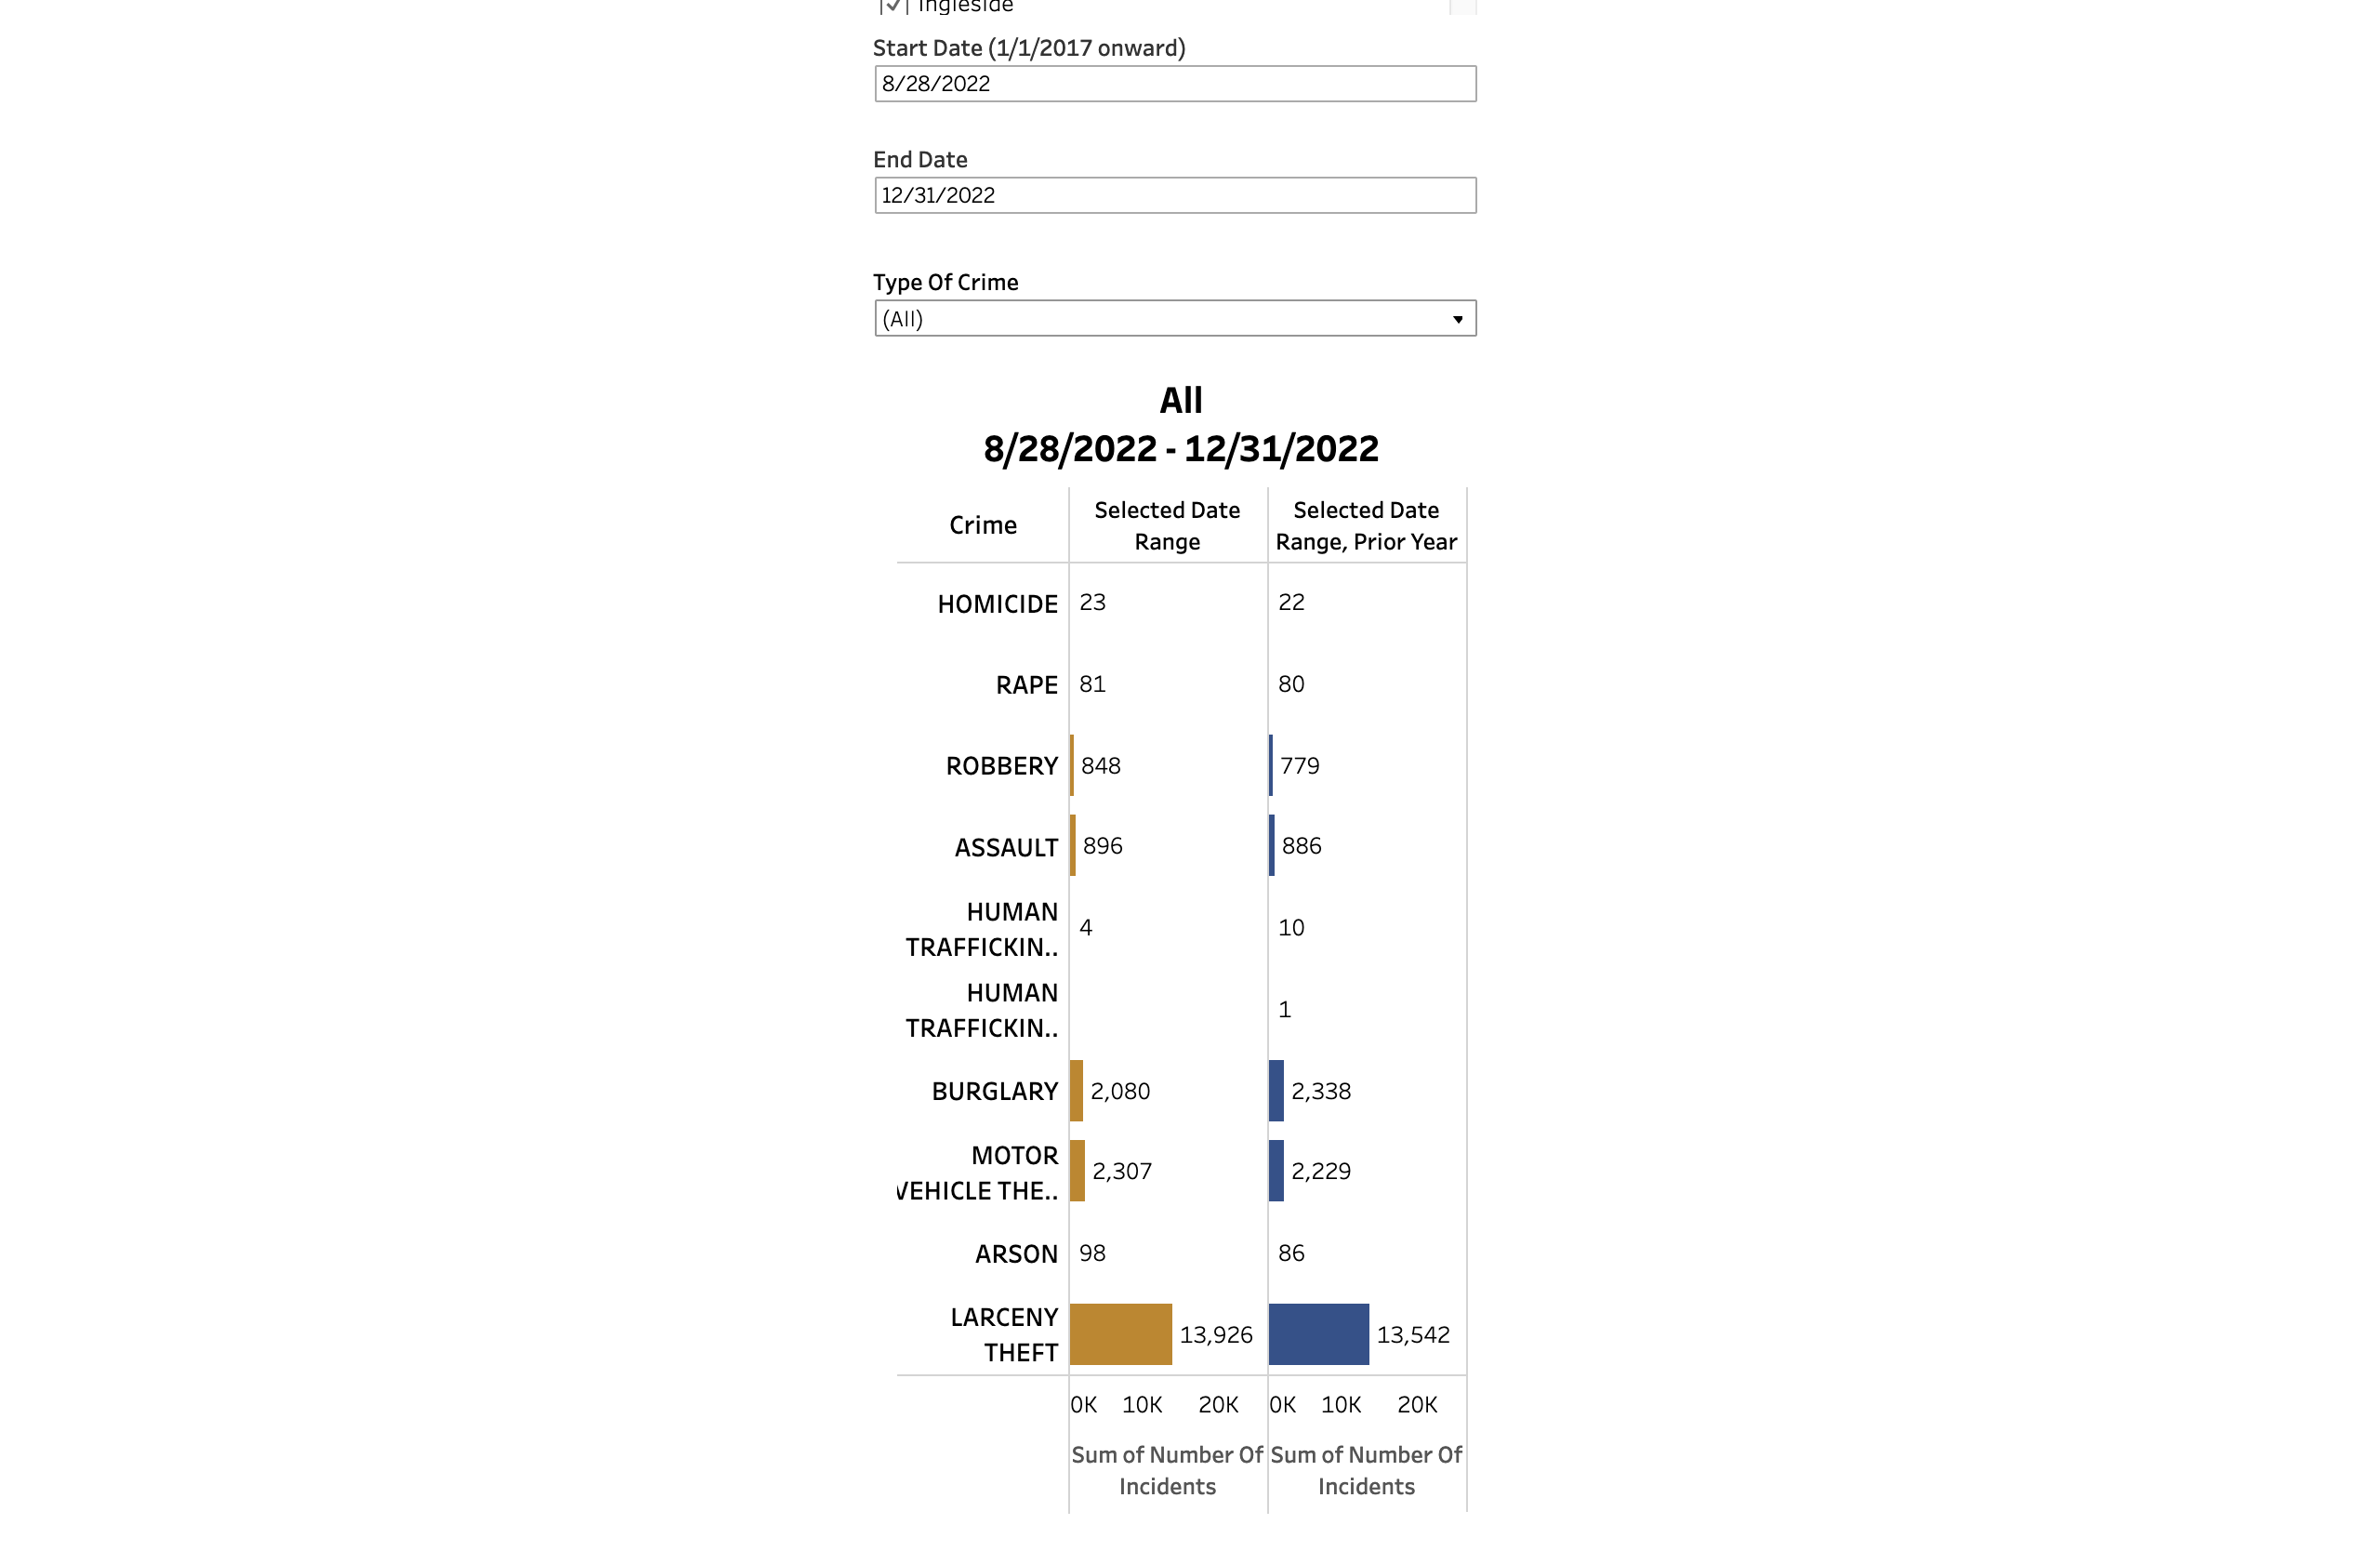 Ingleside
Start Date (1/1/2017 onward)
8/28/2022
End Date
12/31/2022
Type Of Crime
(All)
All
8/28/2022 - 12/31/2022
Crime
Selected Date
Range
Selected Date
Range, Prior Year
HOMICIDE 23 22
RAPE 81 80
ROBBERY 848 779
ASSAULT 896 886
HUMAN
TRAFFICKIN.. 4 10
HUMAN
TRAFFICKIN.. 1
BURGLARY 2,080 2,338
MOTOR
VEHICLE THE.. 2,307 2,229
ARSON 98 86
LARCENY
THEFT 13,926 13,542
0K 10K 20K 0K 10K 20K
Sum of Number Of
Incidents
Sum of Number Of
Incidents